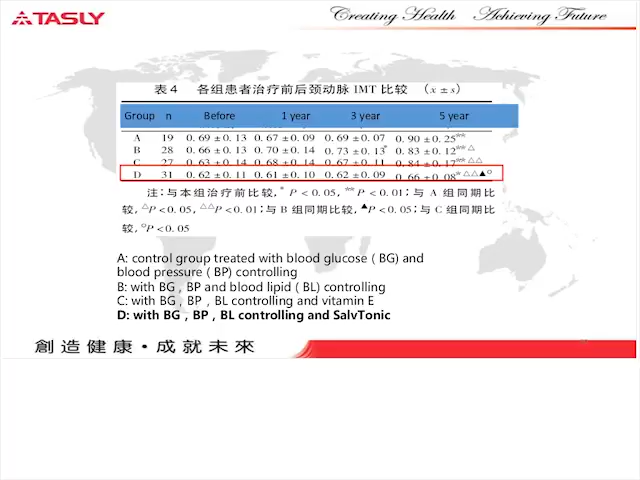 TASLY
Creating Health Achieving Future
表4 各组患者治疗前后颈动脉 IMT 比较 (x ± s)
Group n Before 1 year 3 year 5 year
A 19 0.69±0.13 0.67±0.09 0.69±0.07 0.90±0.25**
B 28 0.66±0.13 0.70±0.14 0.73±0.13* 0.83±0.12**△
C 27 0.63±0.14 0.68±0.14 0.67±0.11 0.84±0.17**△△
D 31 0.62±0.11 0.61±0.10 0.62±0.09 0.66±0.08*△△▲○
注:与本组治疗前比较,* P<0.05,** P<0.01;与 A 组同期比
较,△P<0.05,△△P<0.01;与 B 组同期比较,▲P<0.05;与 C 组同期比
较,○P<0.05
A: control group treated with blood glucose ( BG) and
blood pressure ( BP) controlling
B: with BG , BP and blood lipid ( BL) controlling
C: with BG , BP , BL controlling and vitamin E
D: with BG , BP , BL controlling and SalvTonic
創造健康·成就未來